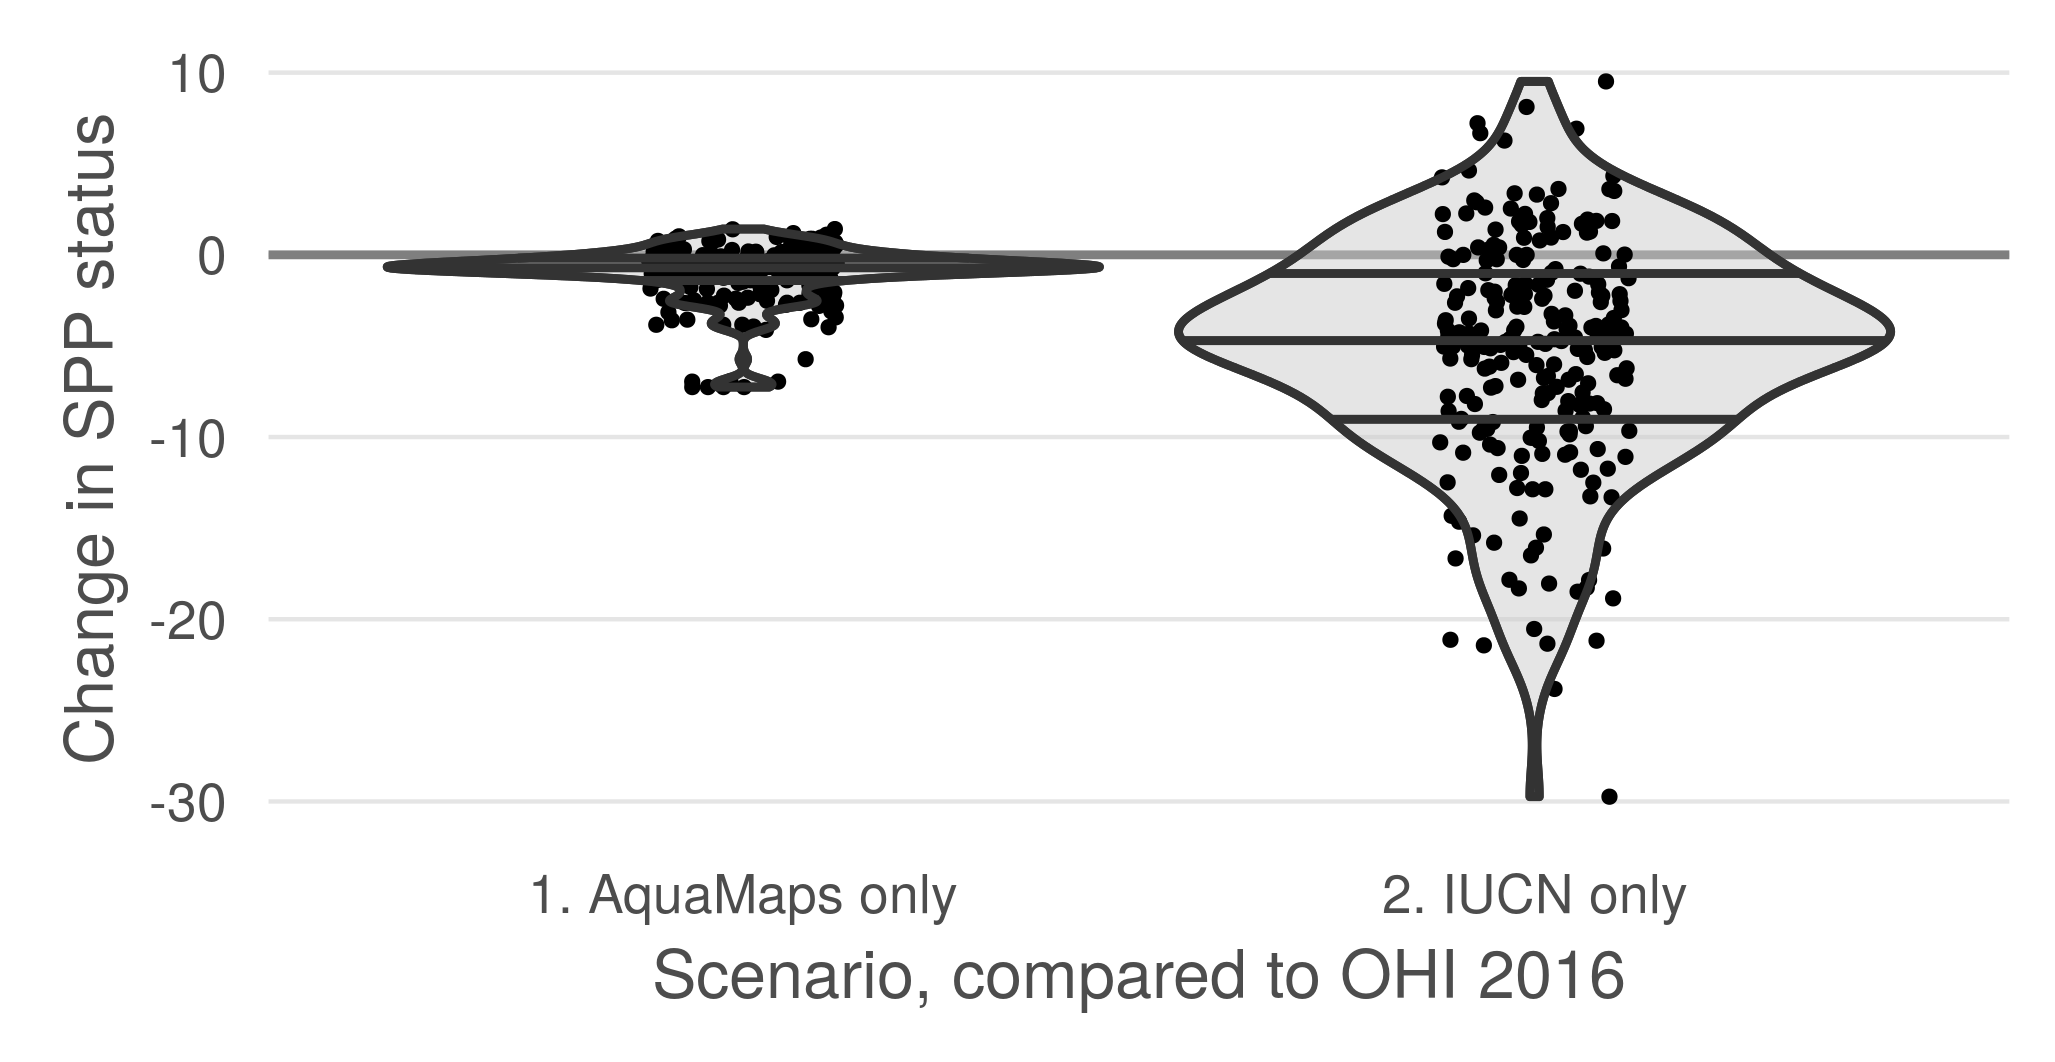 Change in SPP status
10
0
-10
-20
-30
1. AquaMaps only
2. IUCN only
Scenario, compared to OHI 2016